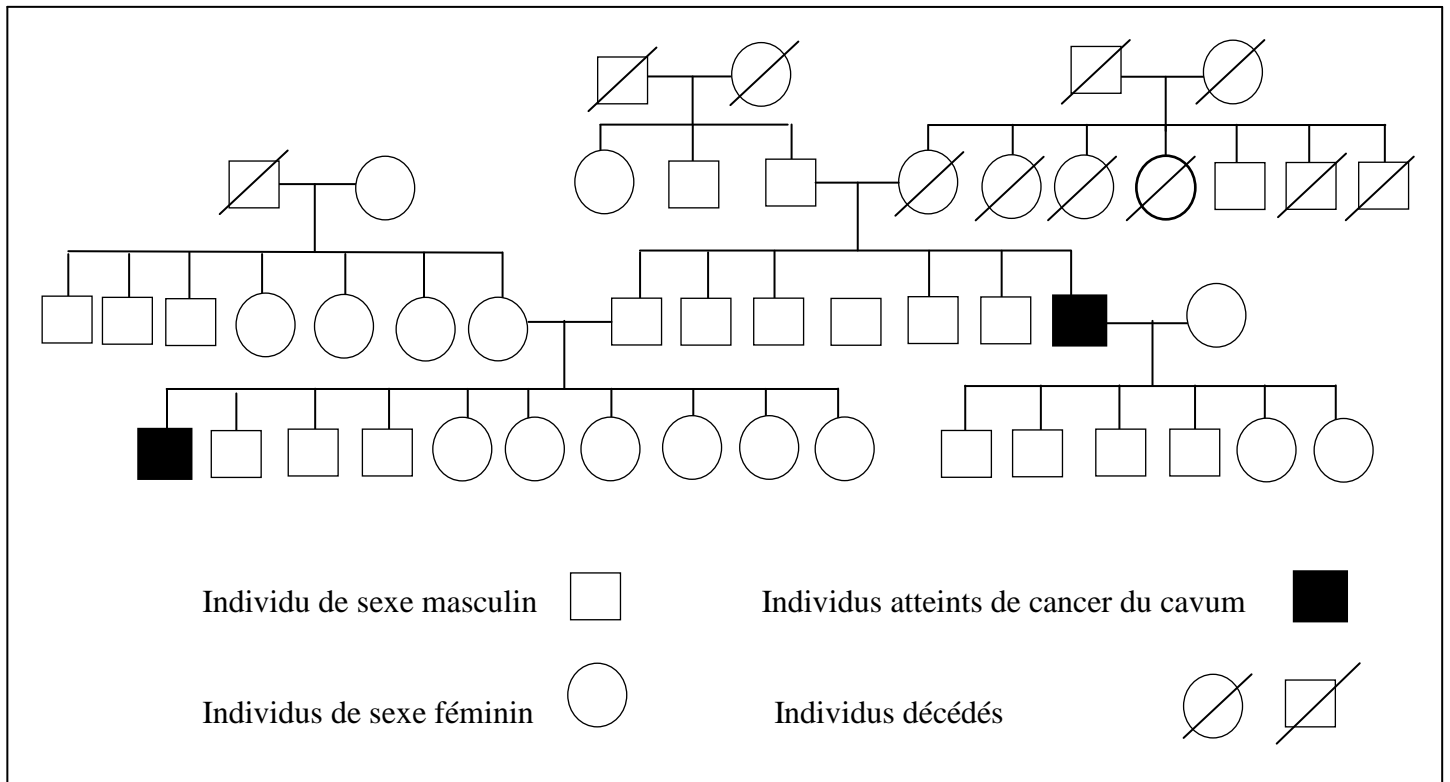 Individu de sexe masculin
Individus atteints de cancer du cavum
Individus de sexe féminin
Individus décédés